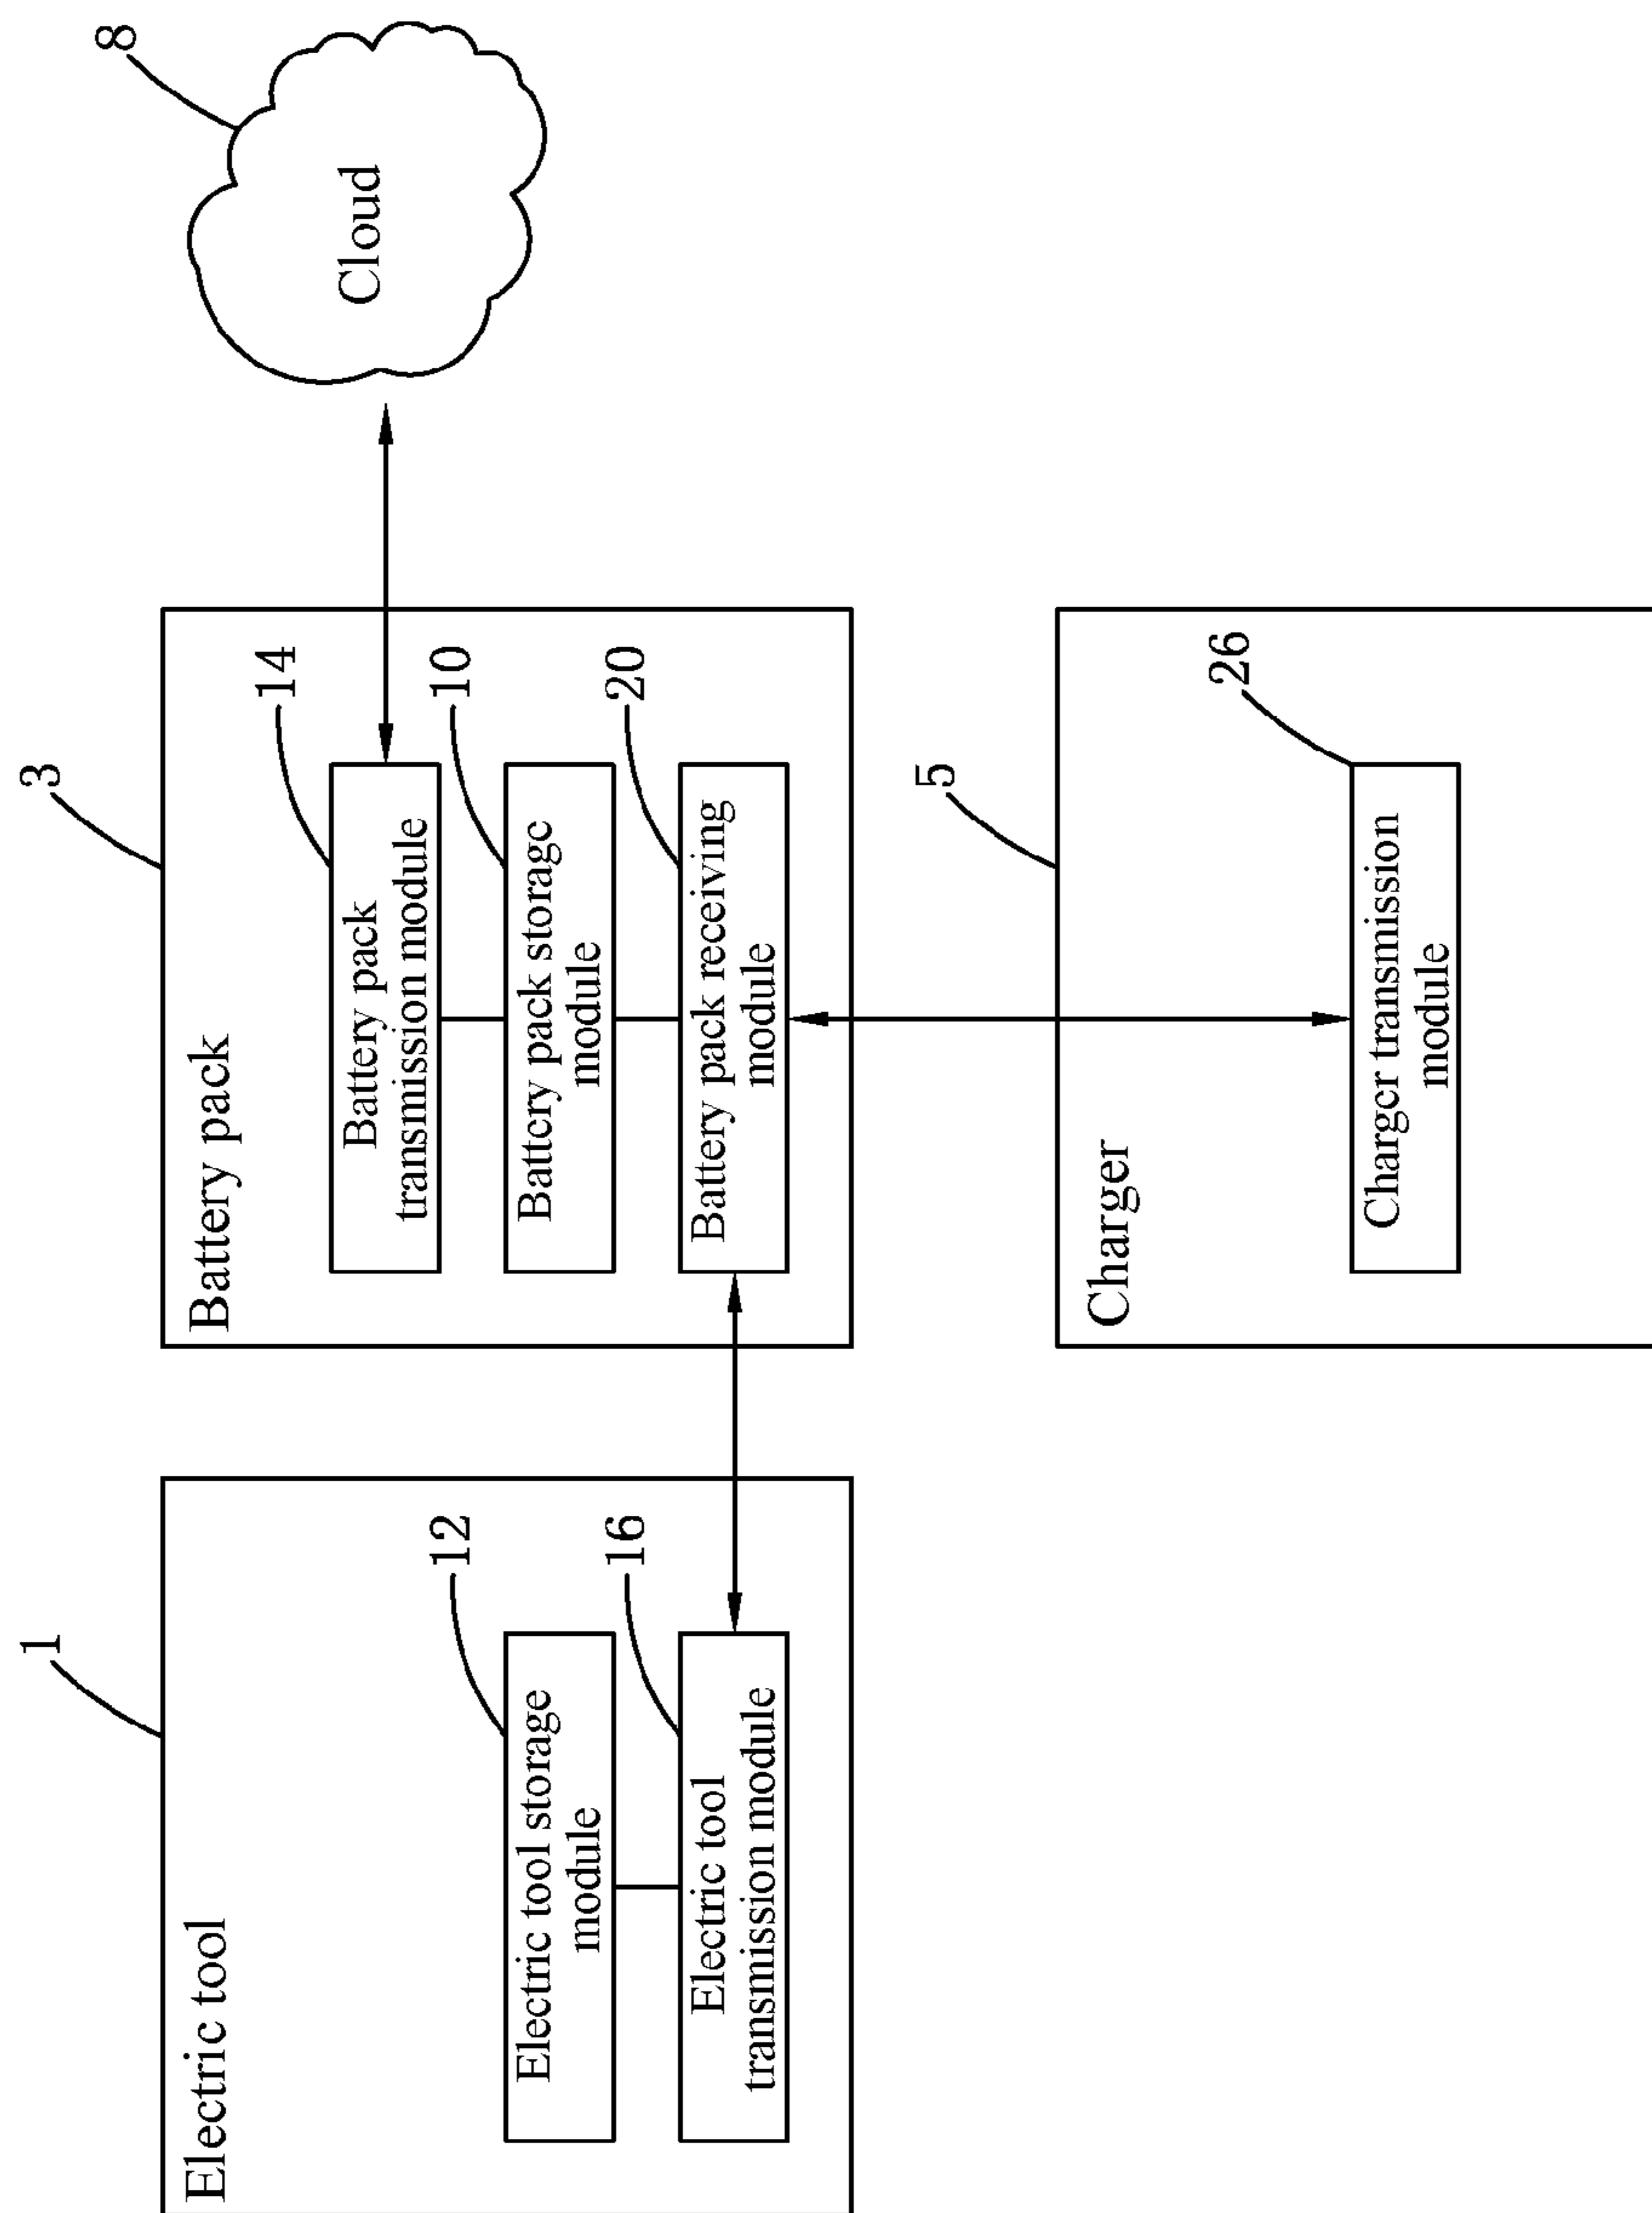 1
Electric tool
12
Electric tool storage
module
16
Electric tool
transmission module
3
Battery pack
14
Battery pack
transmission module
10
Battery pack storage
module
20
Battery pack receiving
module
8
Cloud
5
Charger
26
Charger transmission
module